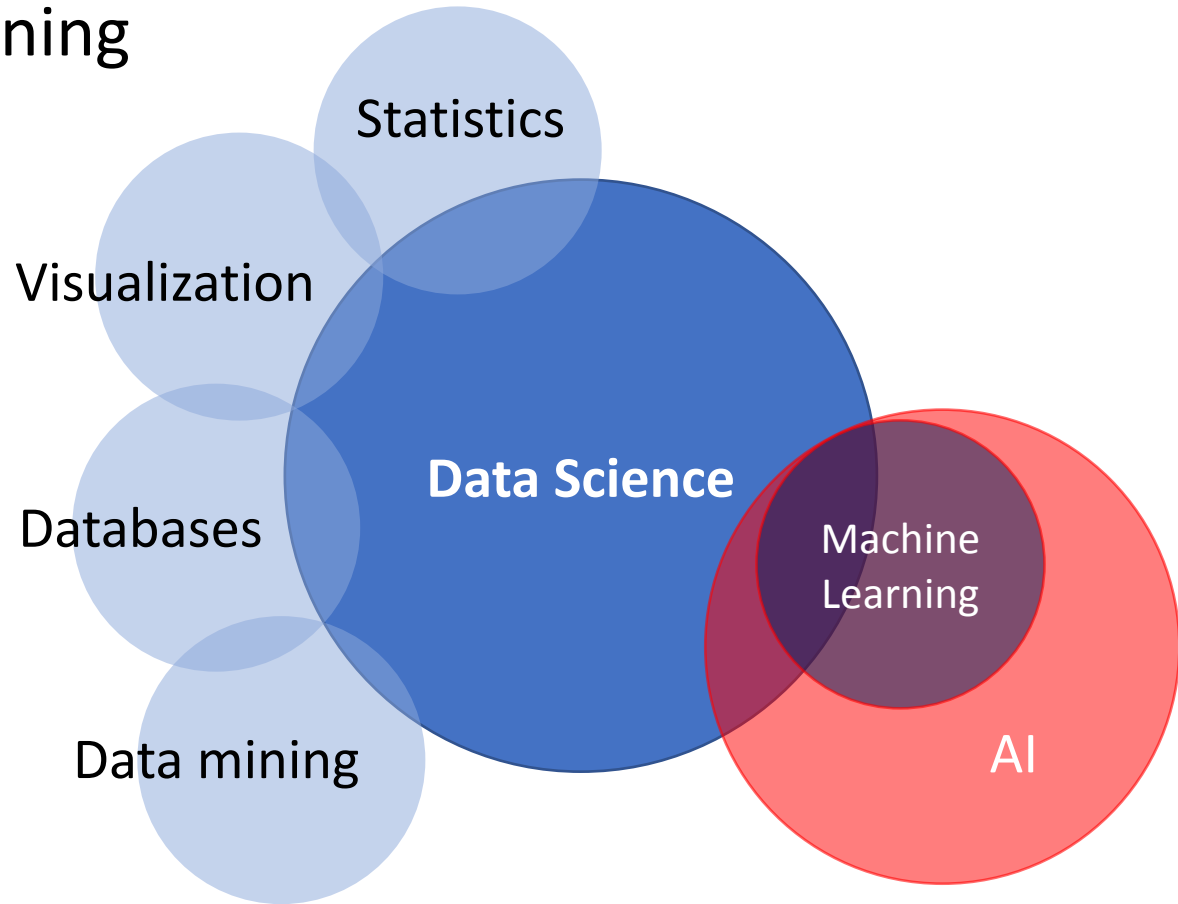 ning
Statistics
Visualization
Data Science
Databases
Machine
Learning
Data mining
AI